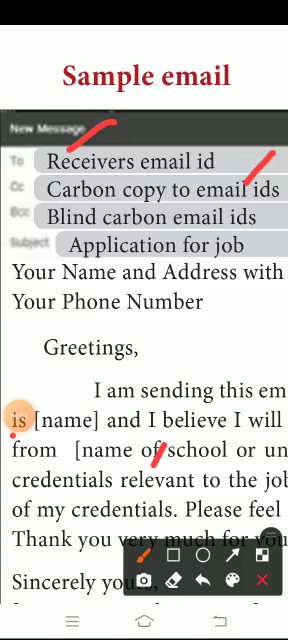 Sample email
New Message
To Receivers email id
Cc Carbon copy to email ids
Bcc Blind carbon email ids
Subject Application for job
Your Name and Address with
Your Phone Number
Greetings,
I am sending this em
is [name] and I believe I will
from [name of school or un
credentials relevant to the job
of my credentials. Please feel
Thank you very much for you
Sincerely yours,